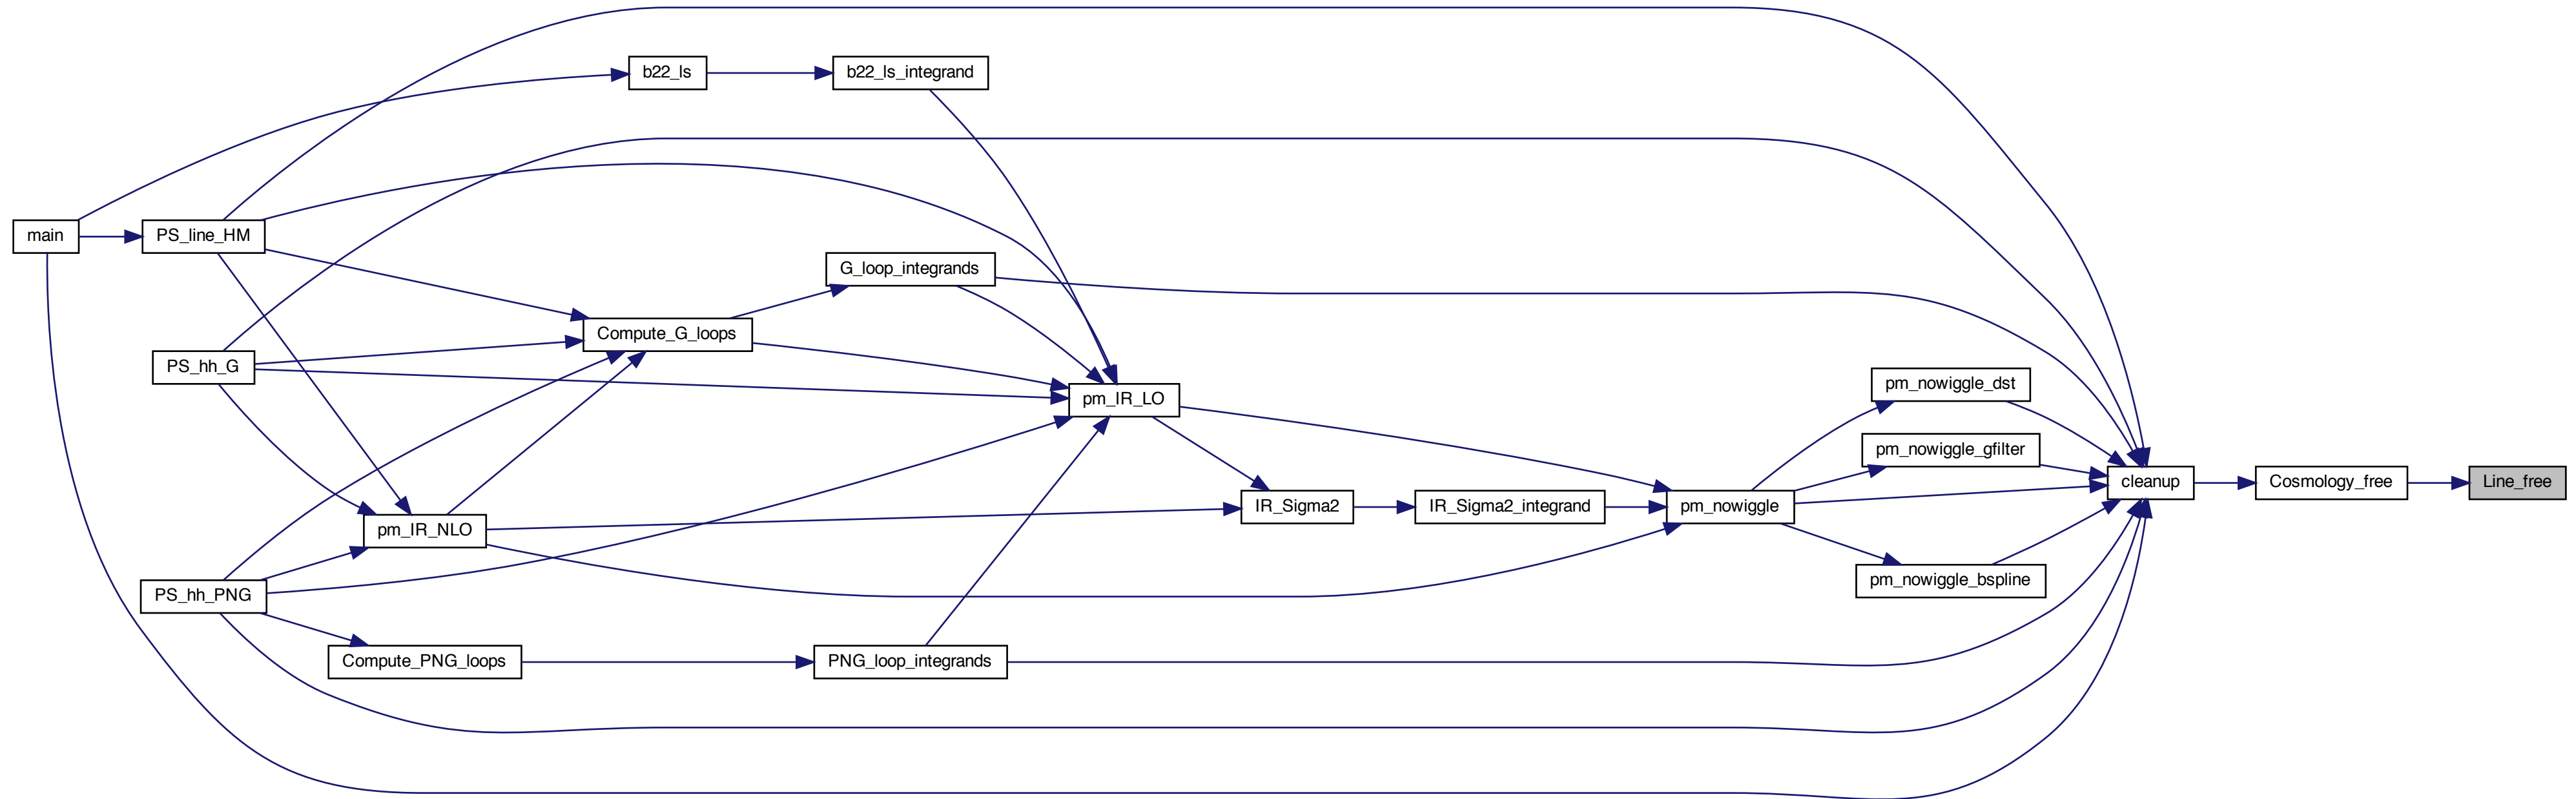 b22_ls
b22_ls_integrand
main
PS_line_HM
G_loop_integrands
Compute_G_loops
PS_hh_G
pm_IR_LO
pm_nowiggle_dst
pm_nowiggle_gfilter
cleanup
Cosmology_free
Line_free
IR_Sigma2
IR_Sigma2_integrand
pm_nowiggle
pm_IR_NLO
pm_nowiggle_bspline
PS_hh_PNG
Compute_PNG_loops
PNG_loop_integrands